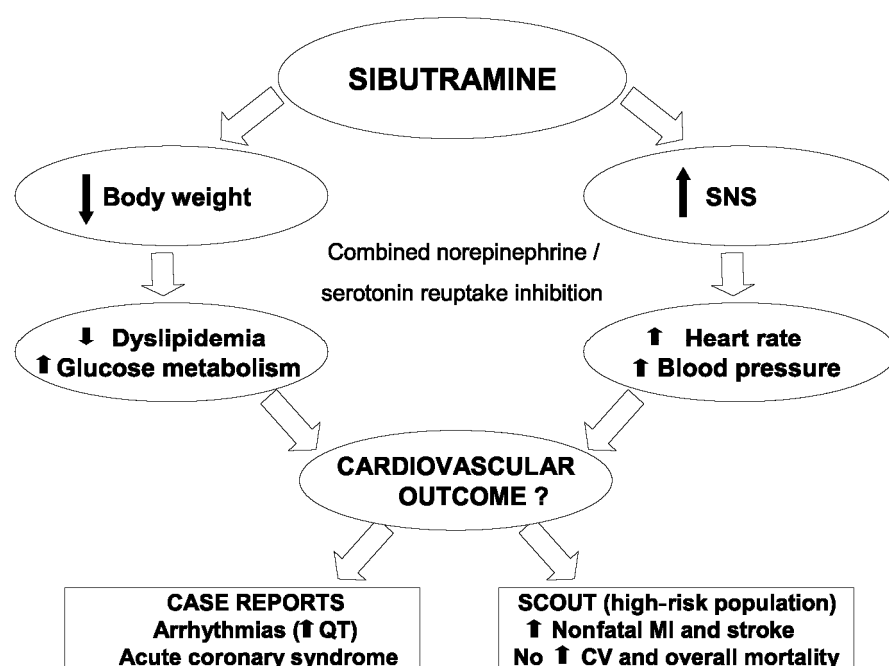 SIBUTRAMINE
Body weight
SNS
Combined norepinephrine /
serotonin reuptake inhibition
Dyslipidemia
Glucose metabolism
Heart rate
Blood pressure
CARDIOVASCULAR
OUTCOME ?
CASE REPORTS
Arrhythmias (⬆QT)
Acute coronary syndrome
SCOUT (high-risk population)
⬆ Nonfatal MI and stroke
No ⬆ CV and overall mortality